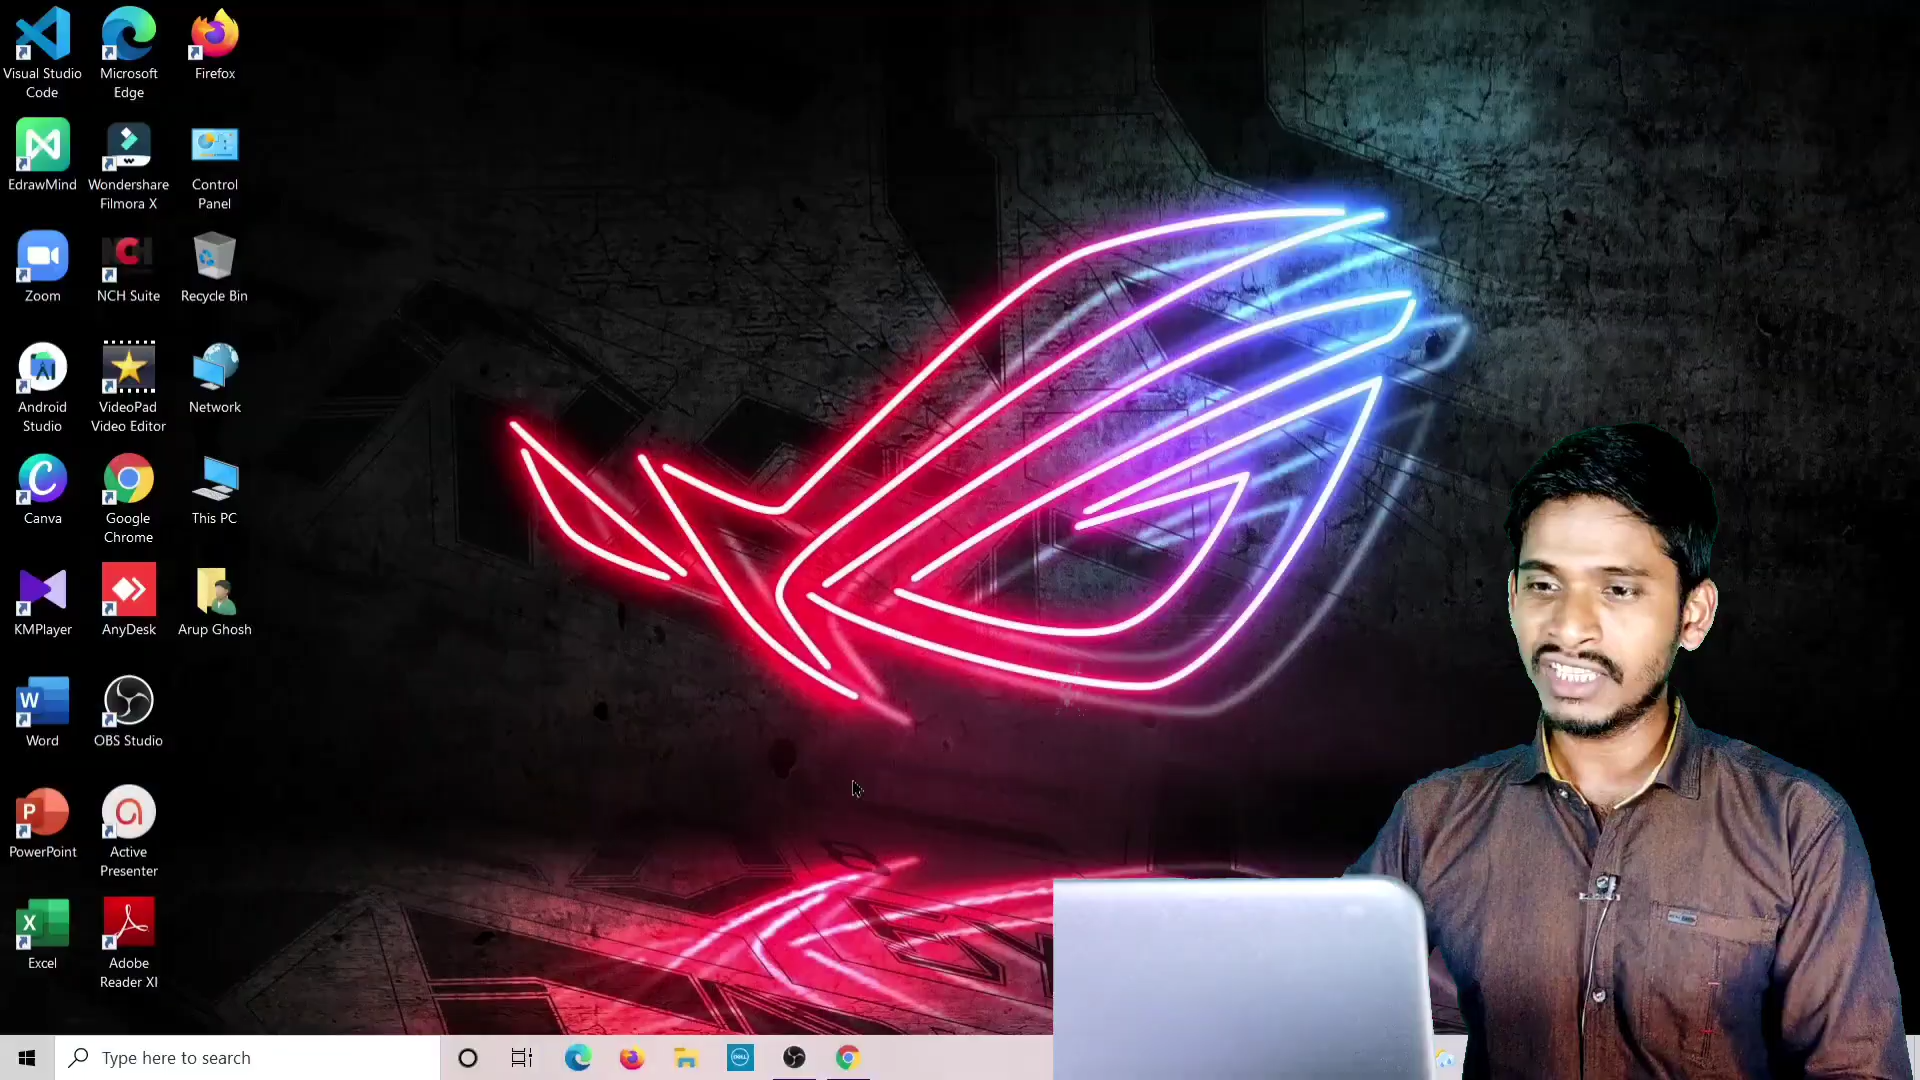 Visual Studio
Code
Microsoft
Edge
Firefox
EdrawMind
Wondershare
Filmora X
Control
Panel
Zoom
NCH
NCH Suite
Recycle Bin
Android
Studio
VideoPad
Video Editor
Network
Canva
Google
Chrome
This PC
KMPlayer
AnyDesk
Arup Ghosh
W
Word
OBS Studio
P
PowerPoint
Active
Presenter
X
Excel
Adobe
Reader XI
Type here to search
DELL